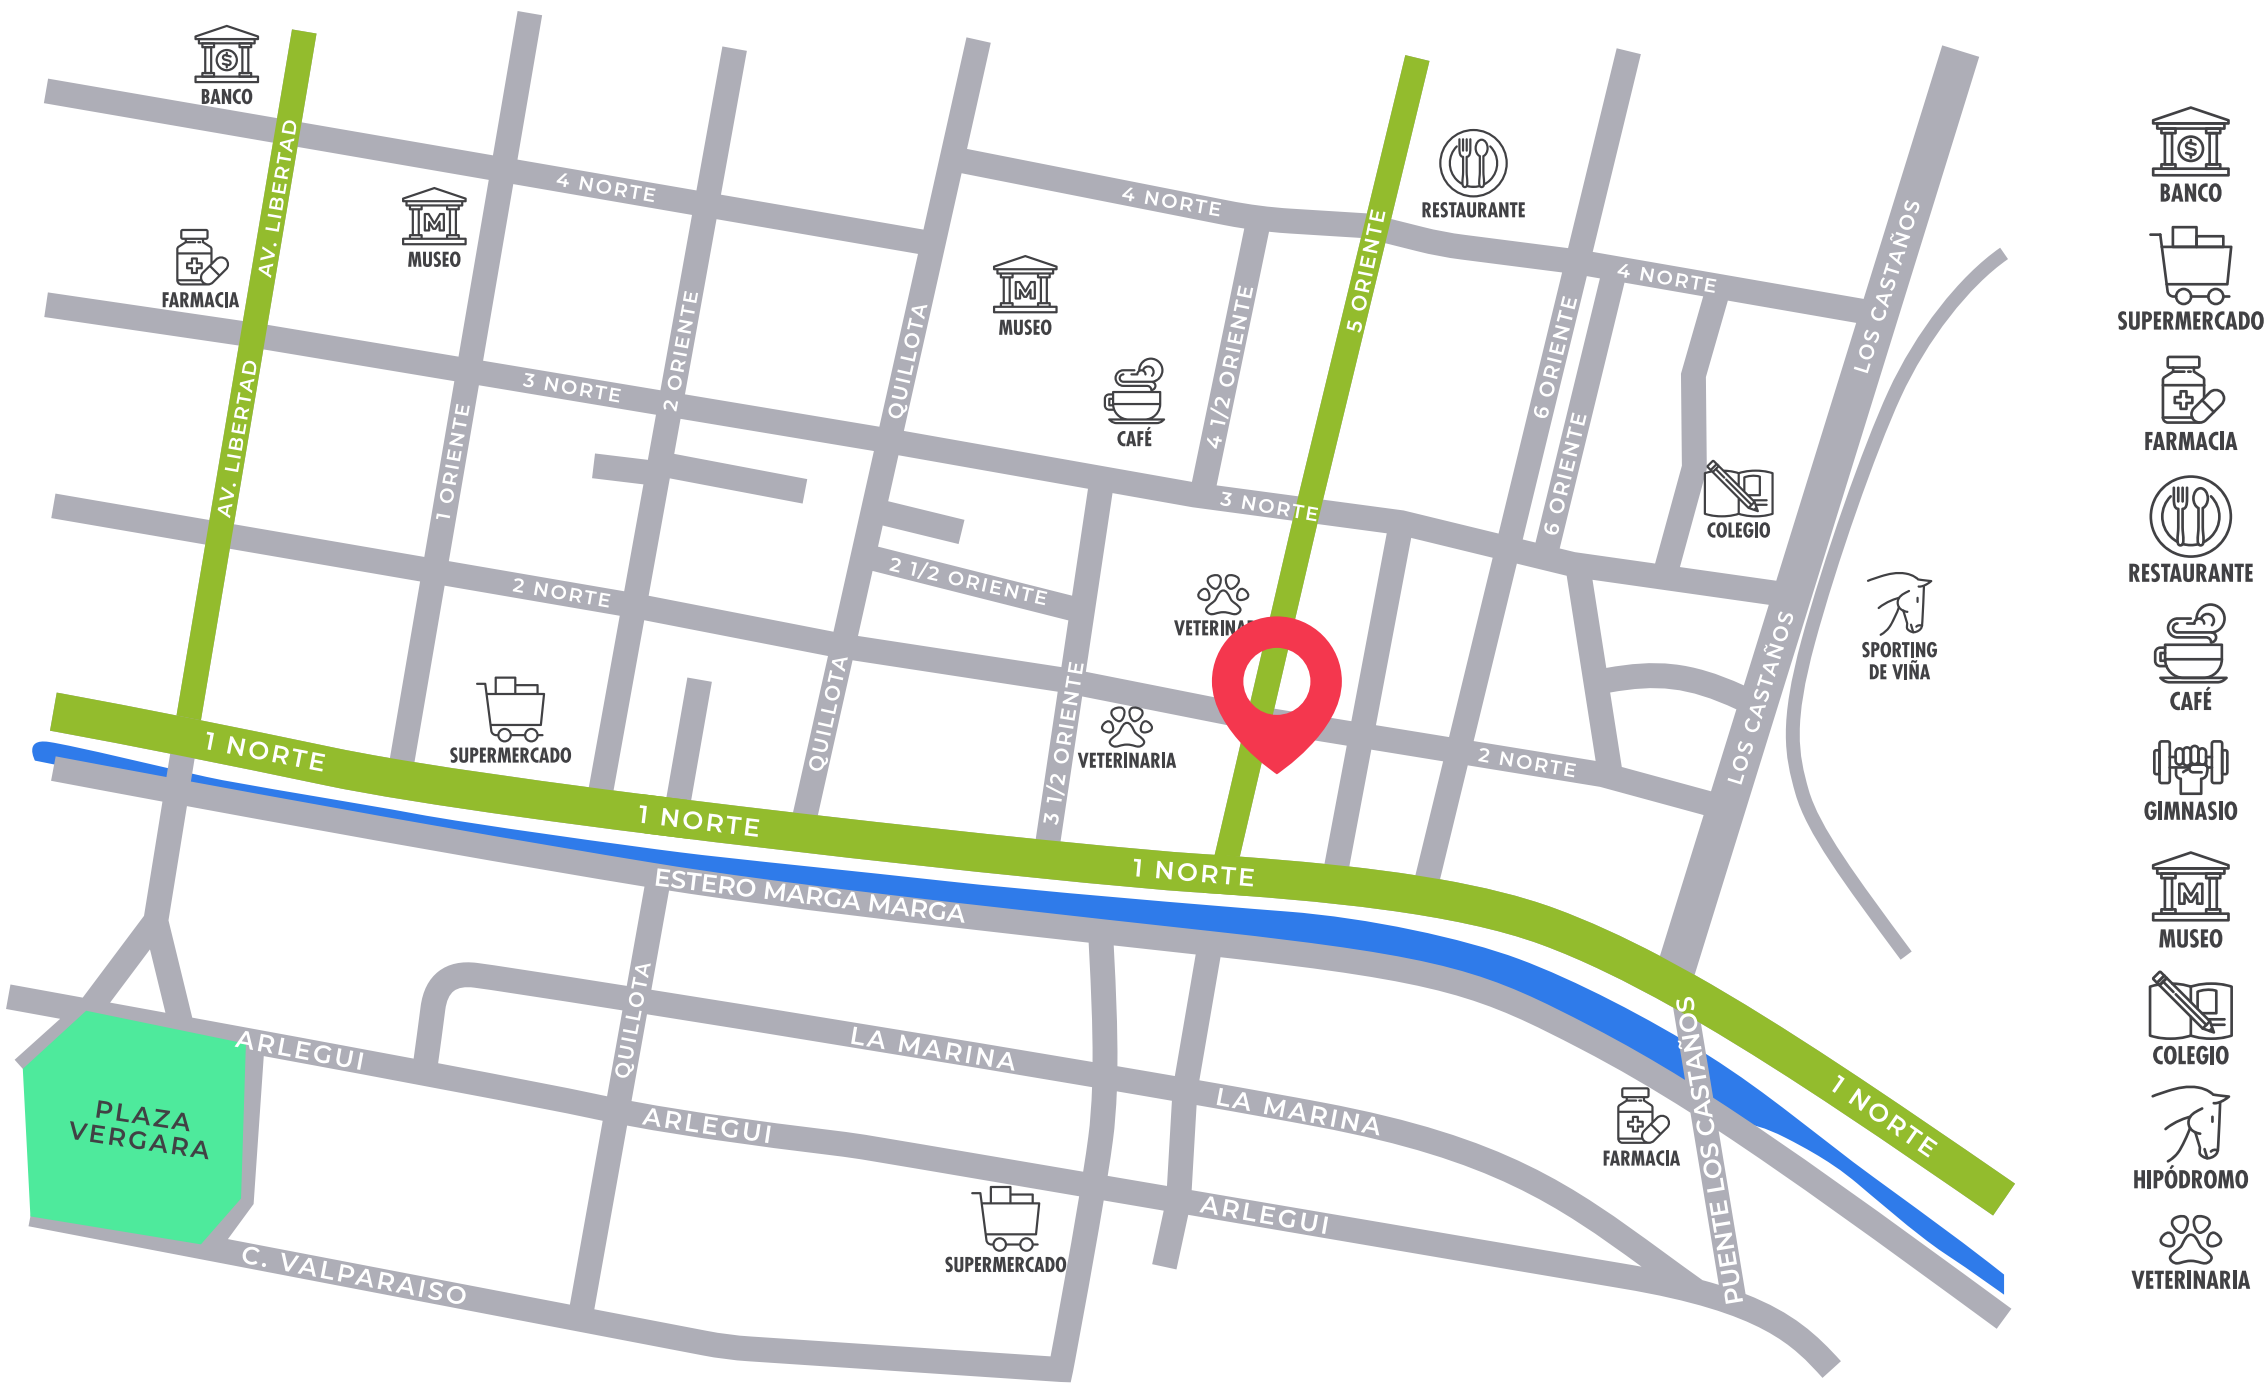 BANCO
AV. LIBERTAD
AV. LIBERTAD
FARMACIA
MUSEO
4 NORTE
4 NORTE
4 NORTE
RESTAURANTE
5 ORIENTE
LOS CASTAÑOS
2 ORIENTE
QUILLOTA
MUSEO
CAFÉ
4 1/2 ORIENTE
6 ORIENTE
6 ORIENTE
3 NORTE
3 NORTE
1 ORIENTE
COLEGIO
2 NORTE
2 1/2 ORIENTE
VETERINA
SPORTING
DE VIÑA
LOS CASTAÑOS
QUILLOTA
3 1/2 ORIENTE
VETERINARIA
2 NORTE
SUPERMERCADO
1 NORTE
1 NORTE
1 NORTE
1 NORTE
ESTERO MARGA MARGA
QUILLOTA
LA MARINA
LA MARINA
ARLEGUI
ARLEGUI
ARLEGUI
PLAZA
VERGARA
C. VALPARAISO
SUPERMERCADO
FARMACIA
PUENTE LOS CASTAÑOS
BANCO
SUPERMERCADO
FARMACIA
RESTAURANTE
CAFÉ
GIMNASIO
MUSEO
COLEGIO
HIPÓDROMO
VETERINARIA